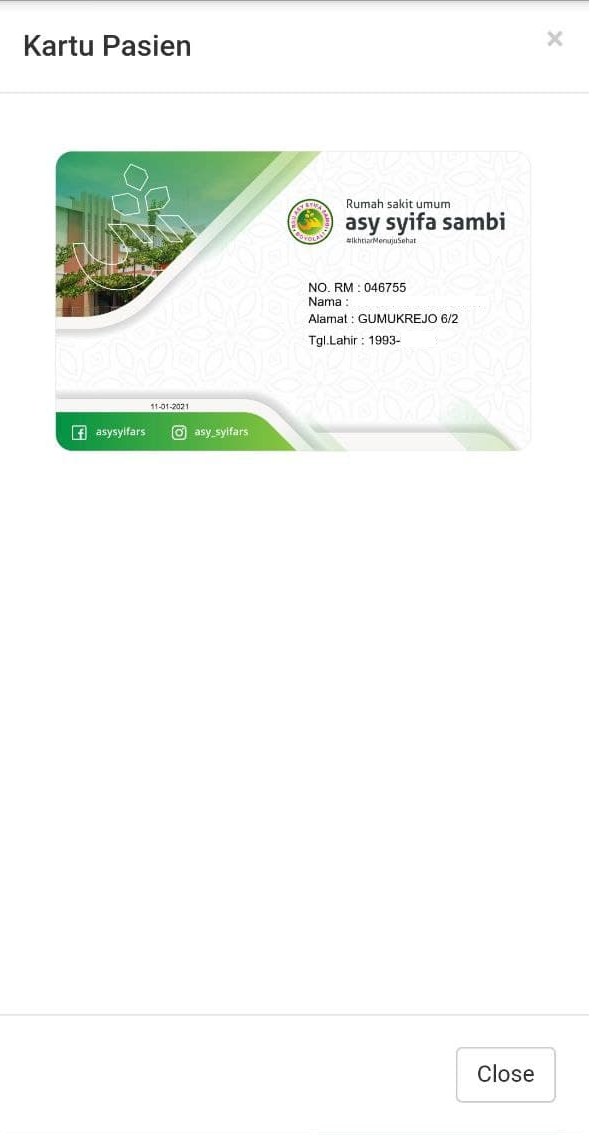 Kartu Pasien
×
Rumah sakit umum
asy syifa sambi
#IkhtiarMenujuSehat
NO. RM : 046755
Nama :
Alamat : GUMUKREJO 6/2
Tgl.Lahir : 1993-
11-01-2021
asysyifars
asy_syifars
Close